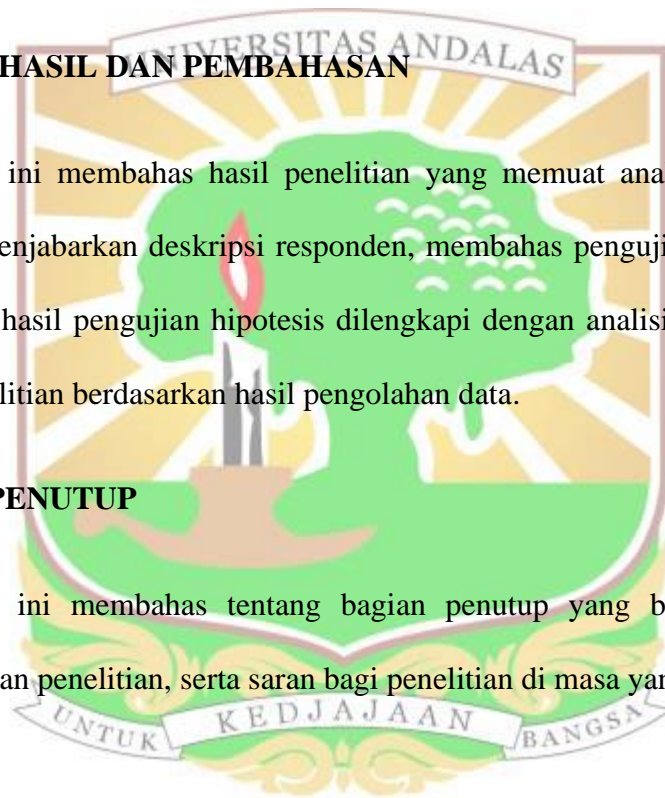 UNIVERSITAS ANDALAS
HASIL DAN PEMBAHASAN
ini membahas hasil penelitian yang memuat ana
enjabarkan deskripsi responden, membahas penguji
hasil pengujian hipotesis dilengkapi dengan analisi
litian berdasarkan hasil pengolahan data.
PENUTUP
ini membahas tentang bagian penutup yang b
an penelitian, serta saran bagi penelitian di masa yan
UNTUK KEDJAJAAN BANGSA